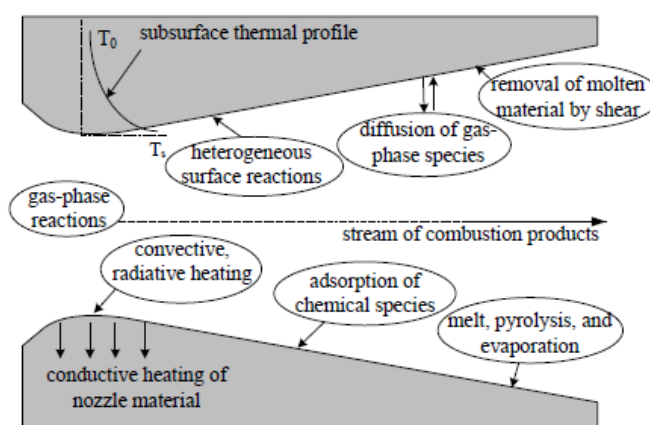 T0
subsurface thermal profile
removal of molten
material by shear
diffusion of gas-
phase species
Ts
heterogeneous
surface reactions
gas-phase
reactions
stream of combustion products
convective,
radiative heating
adsorption of
chemical species
melt, pyrolysis, and
evaporation
conductive heating of
nozzle material